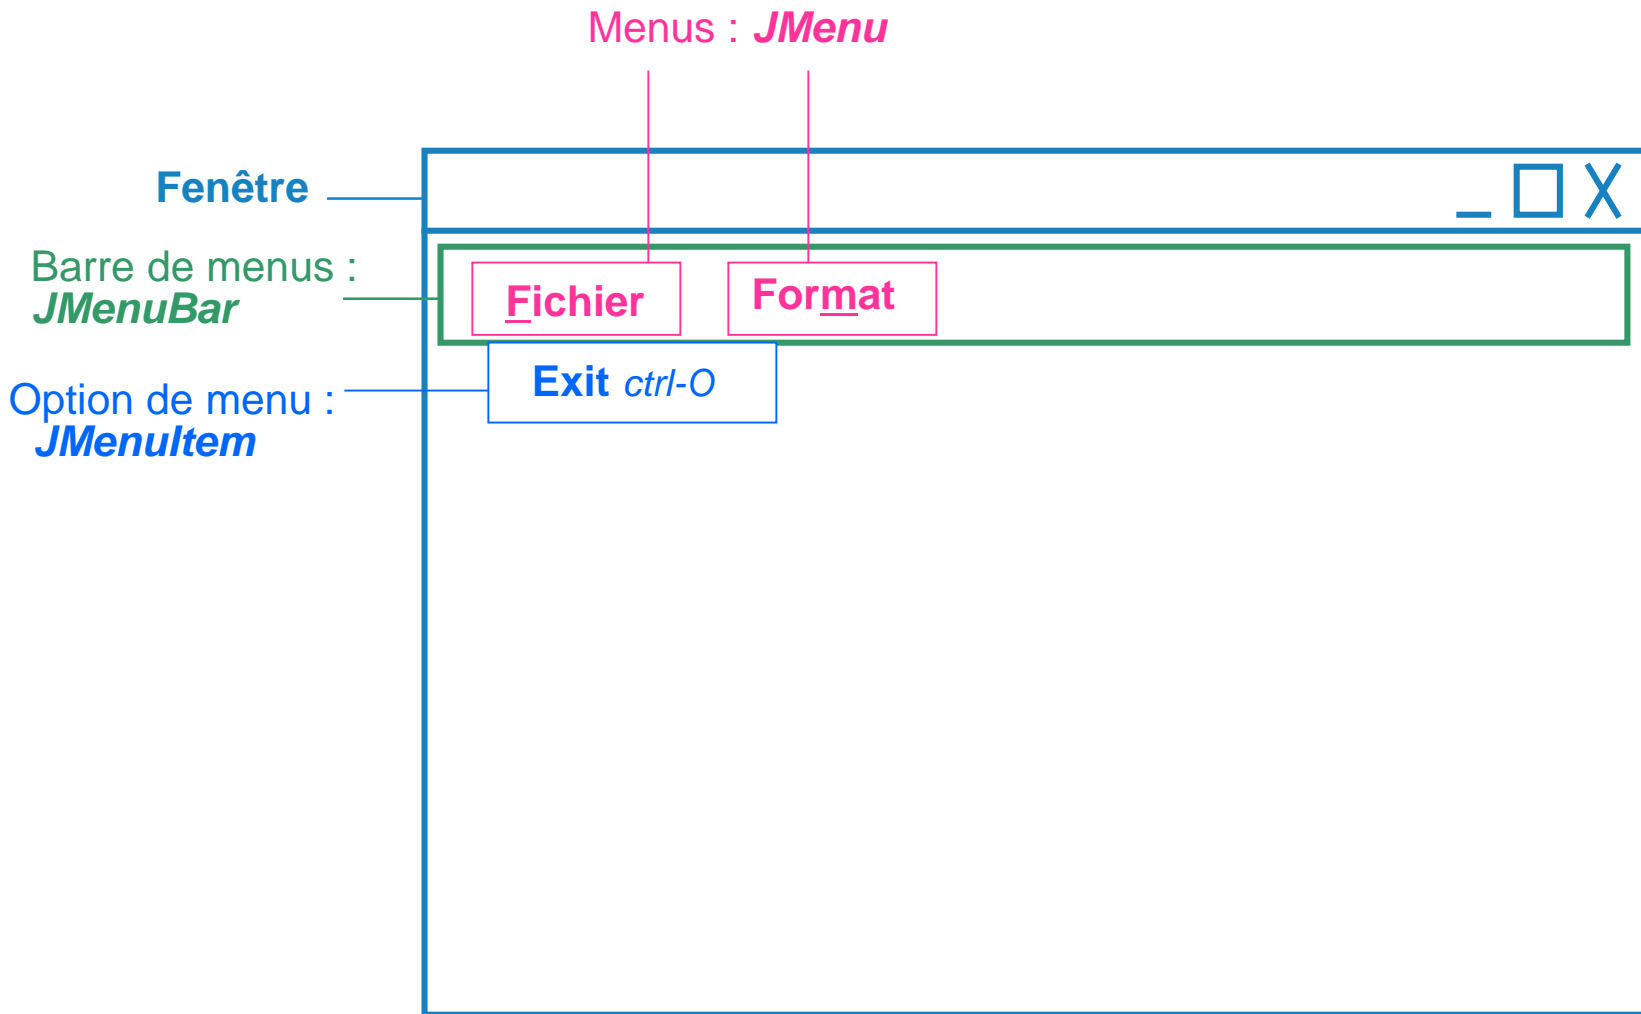 Menus : JMenu
Fenêtre
Barre de menus :
JMenuBar
Fichier Format
Exit ctrl-O
Option de menu :
JMenuItem